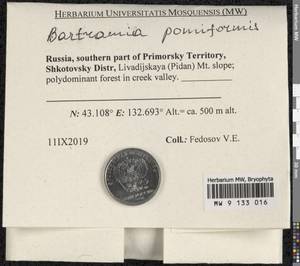 HERBARIUM UNIVERSITATIS MOSQUENSIS (MW)
Bartramia pomiformis
Russia, southern part of Primorsky Territory,
Shkotovsky Distr, Livadijskaya (Pidan) Mt. slope;
polydominant forest in creek valley.
N: 43.108° E: 132.693° Alt.= ca. 500 m alt.
11IX2019
Coll.: Fedosov V.E.
Herbarium MW, Bryophyta
MW 9 133 016